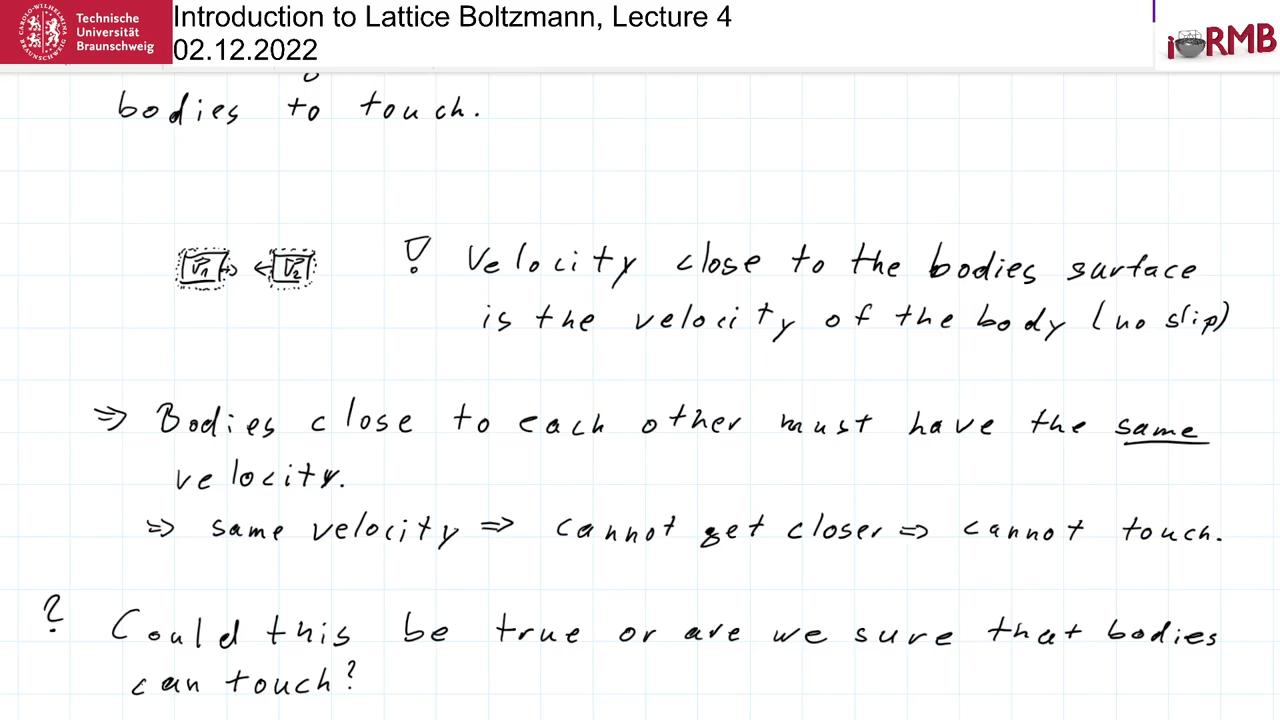 Technische
Universität
Braunschweig
Introduction to Lattice Boltzmann, Lecture 4
02.12.2022
iRMB
bodies to touch.
v1 v2
! Velocity close to the bodies surface
is the velocity of the body (no slip)
⇒ Bodies close to each other must have the same
velocity.
⇒ same velocity ⇒ cannot get closer ⇒ cannot touch.
? Could this be true or are we sure that bodies
can touch?